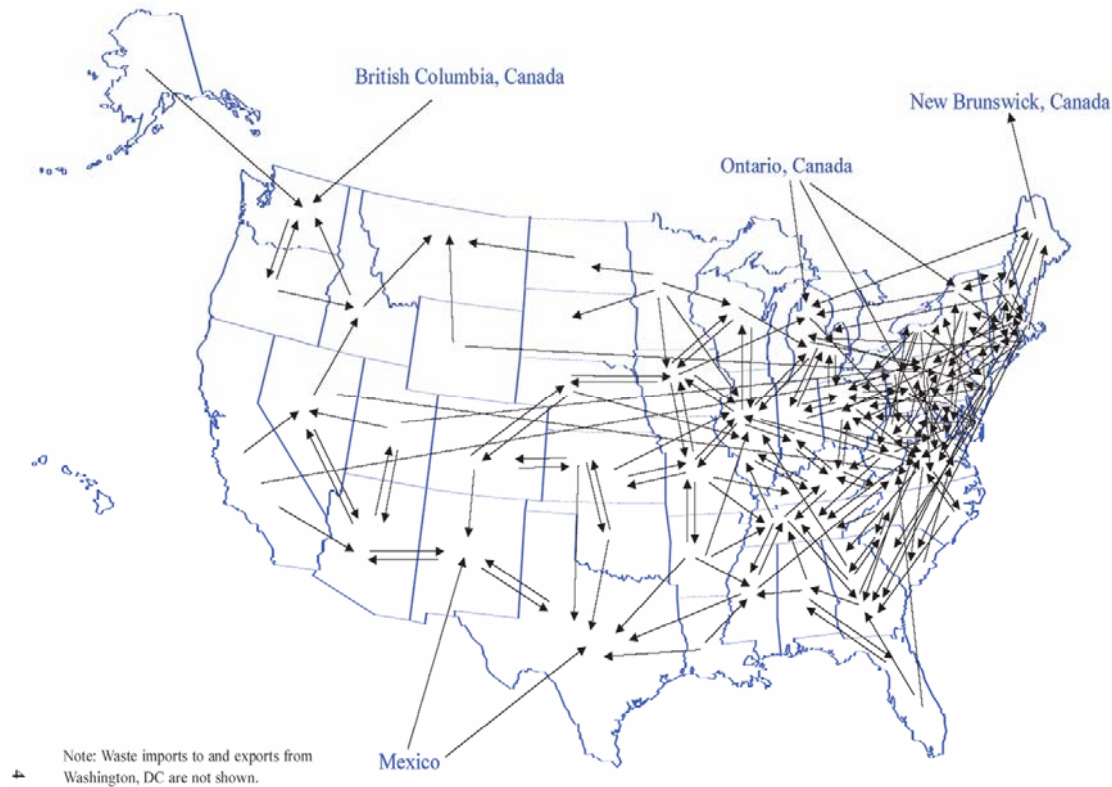 British Columbia, Canada
New Brunswick, Canada
Ontario, Canada
Mexico
Note: Waste imports to and exports from
Washington, DC are not shown.
4